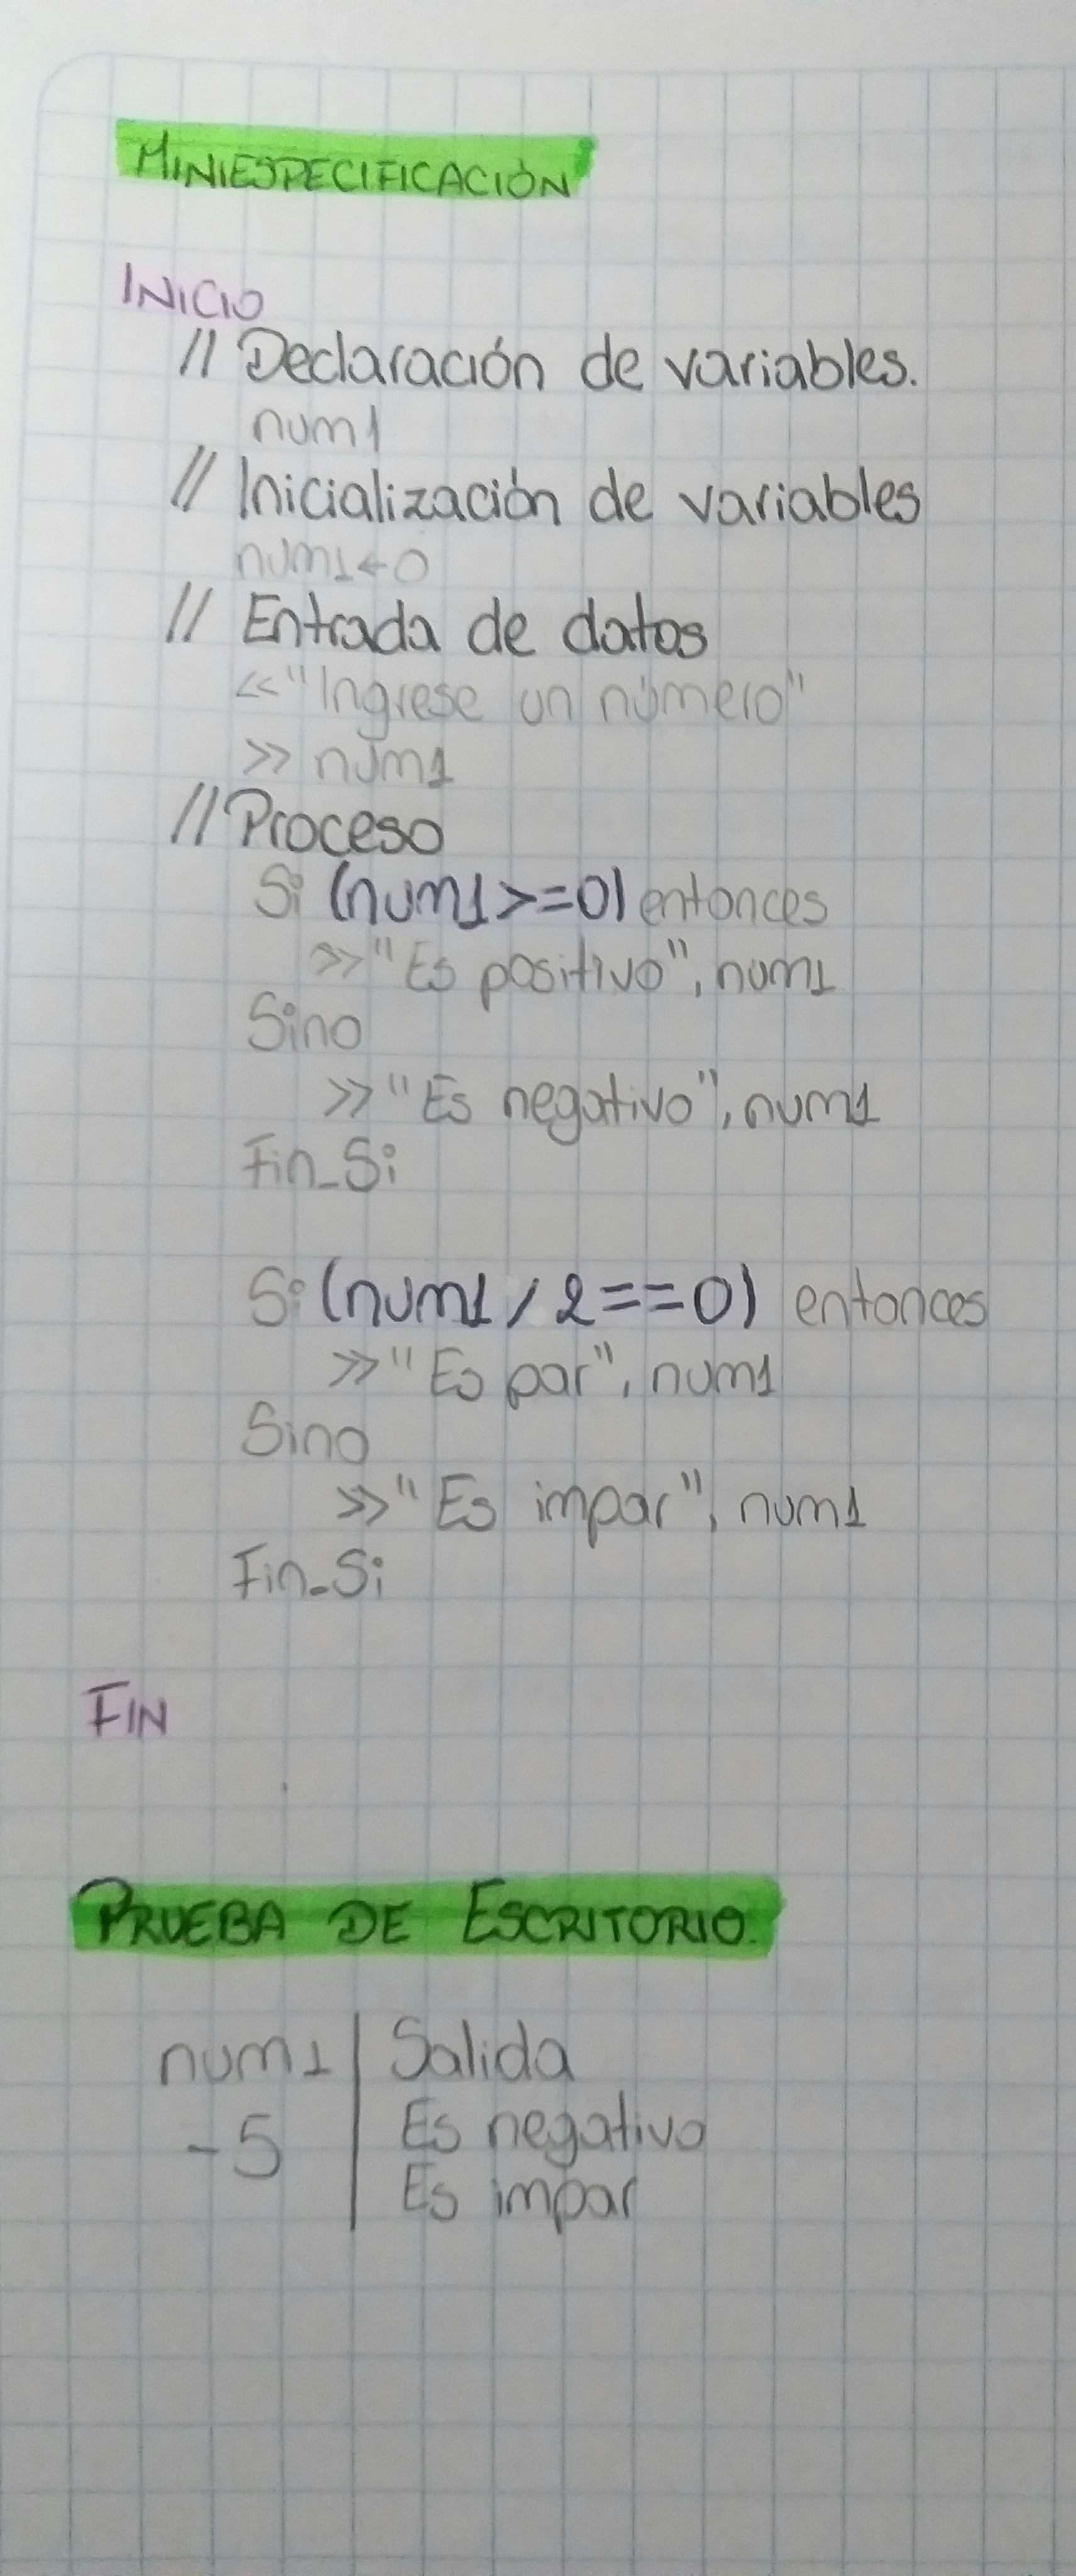 MINIESPECIFICACIÓN
INICIO
// Declaración de variables.
num1
// Inicialización de variables
num1←0
// Entrada de datos
<<"Ingrese un número"
>> num1
//Proceso
Si (num1>=0) entonces
>>"Es positivo", num1
Sino
>>"Es negativo", num1
Fin_Si
Si (num1 / 2==0) entonces
>>"Es par", num1
Sino
>>"Es impar", num1
Fin_Si
FIN
PRUEBA DE ESCRITORIO.
num1 | Salida
-5 | Es negativo
Es impar